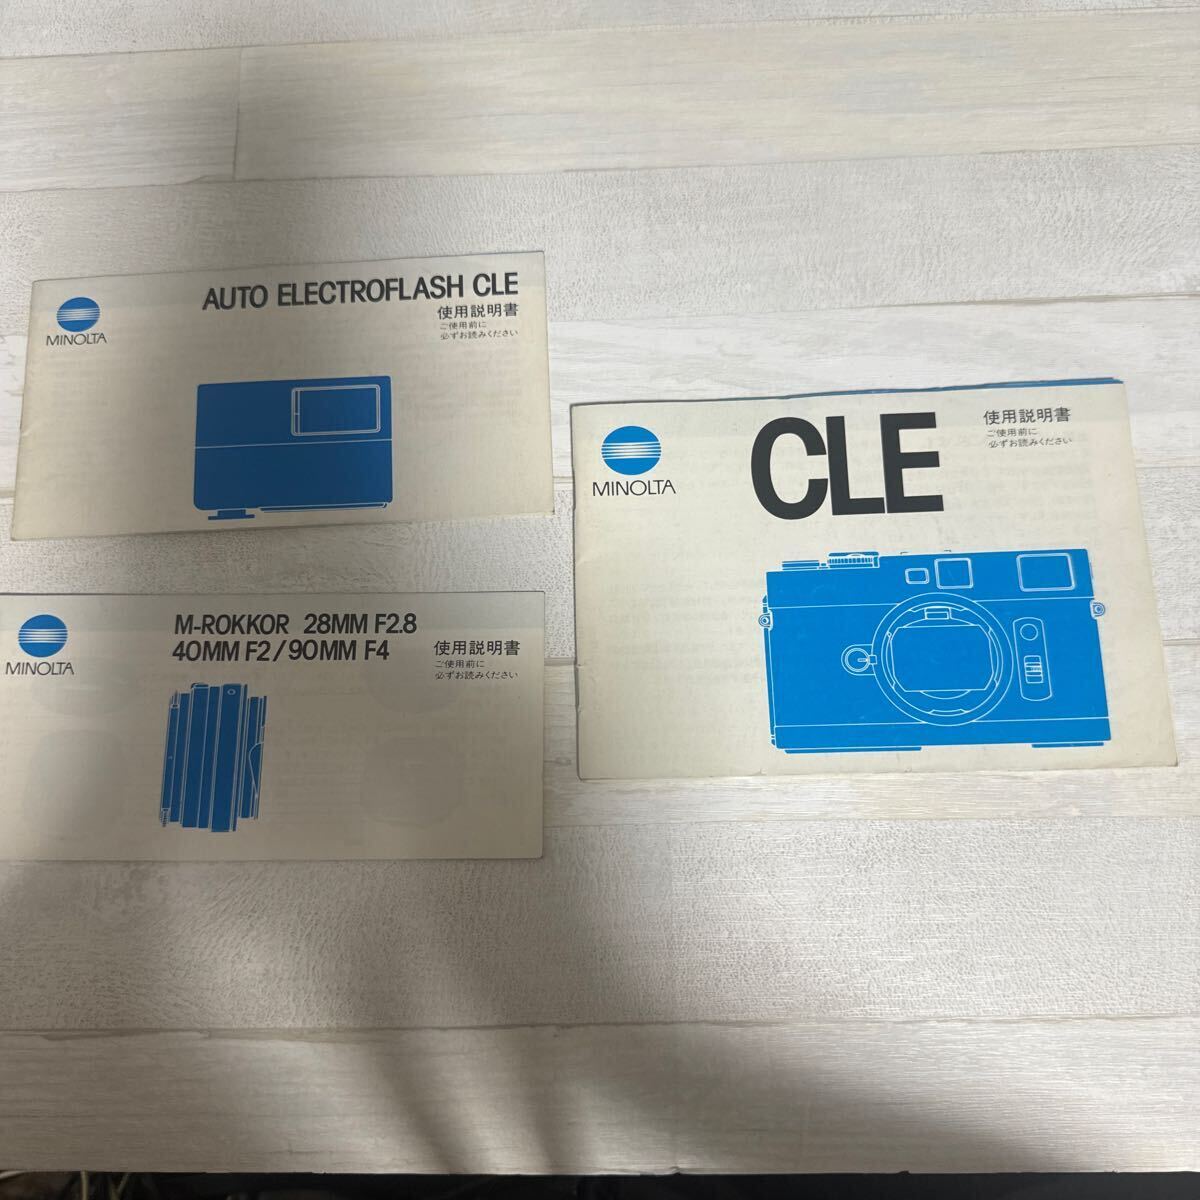 MINOLTA
AUTO ELECTROFLASH CLE
使用説明書
ご使用前に
必ずお読みください
MINOLTA
M-ROKKOR 28MM F2.8
40MM F2/90MM F4
使用説明書
ご使用前に
必ずお読みください
MINOLTA
CLE
使用説明書
ご使用前に
必ずお読みください